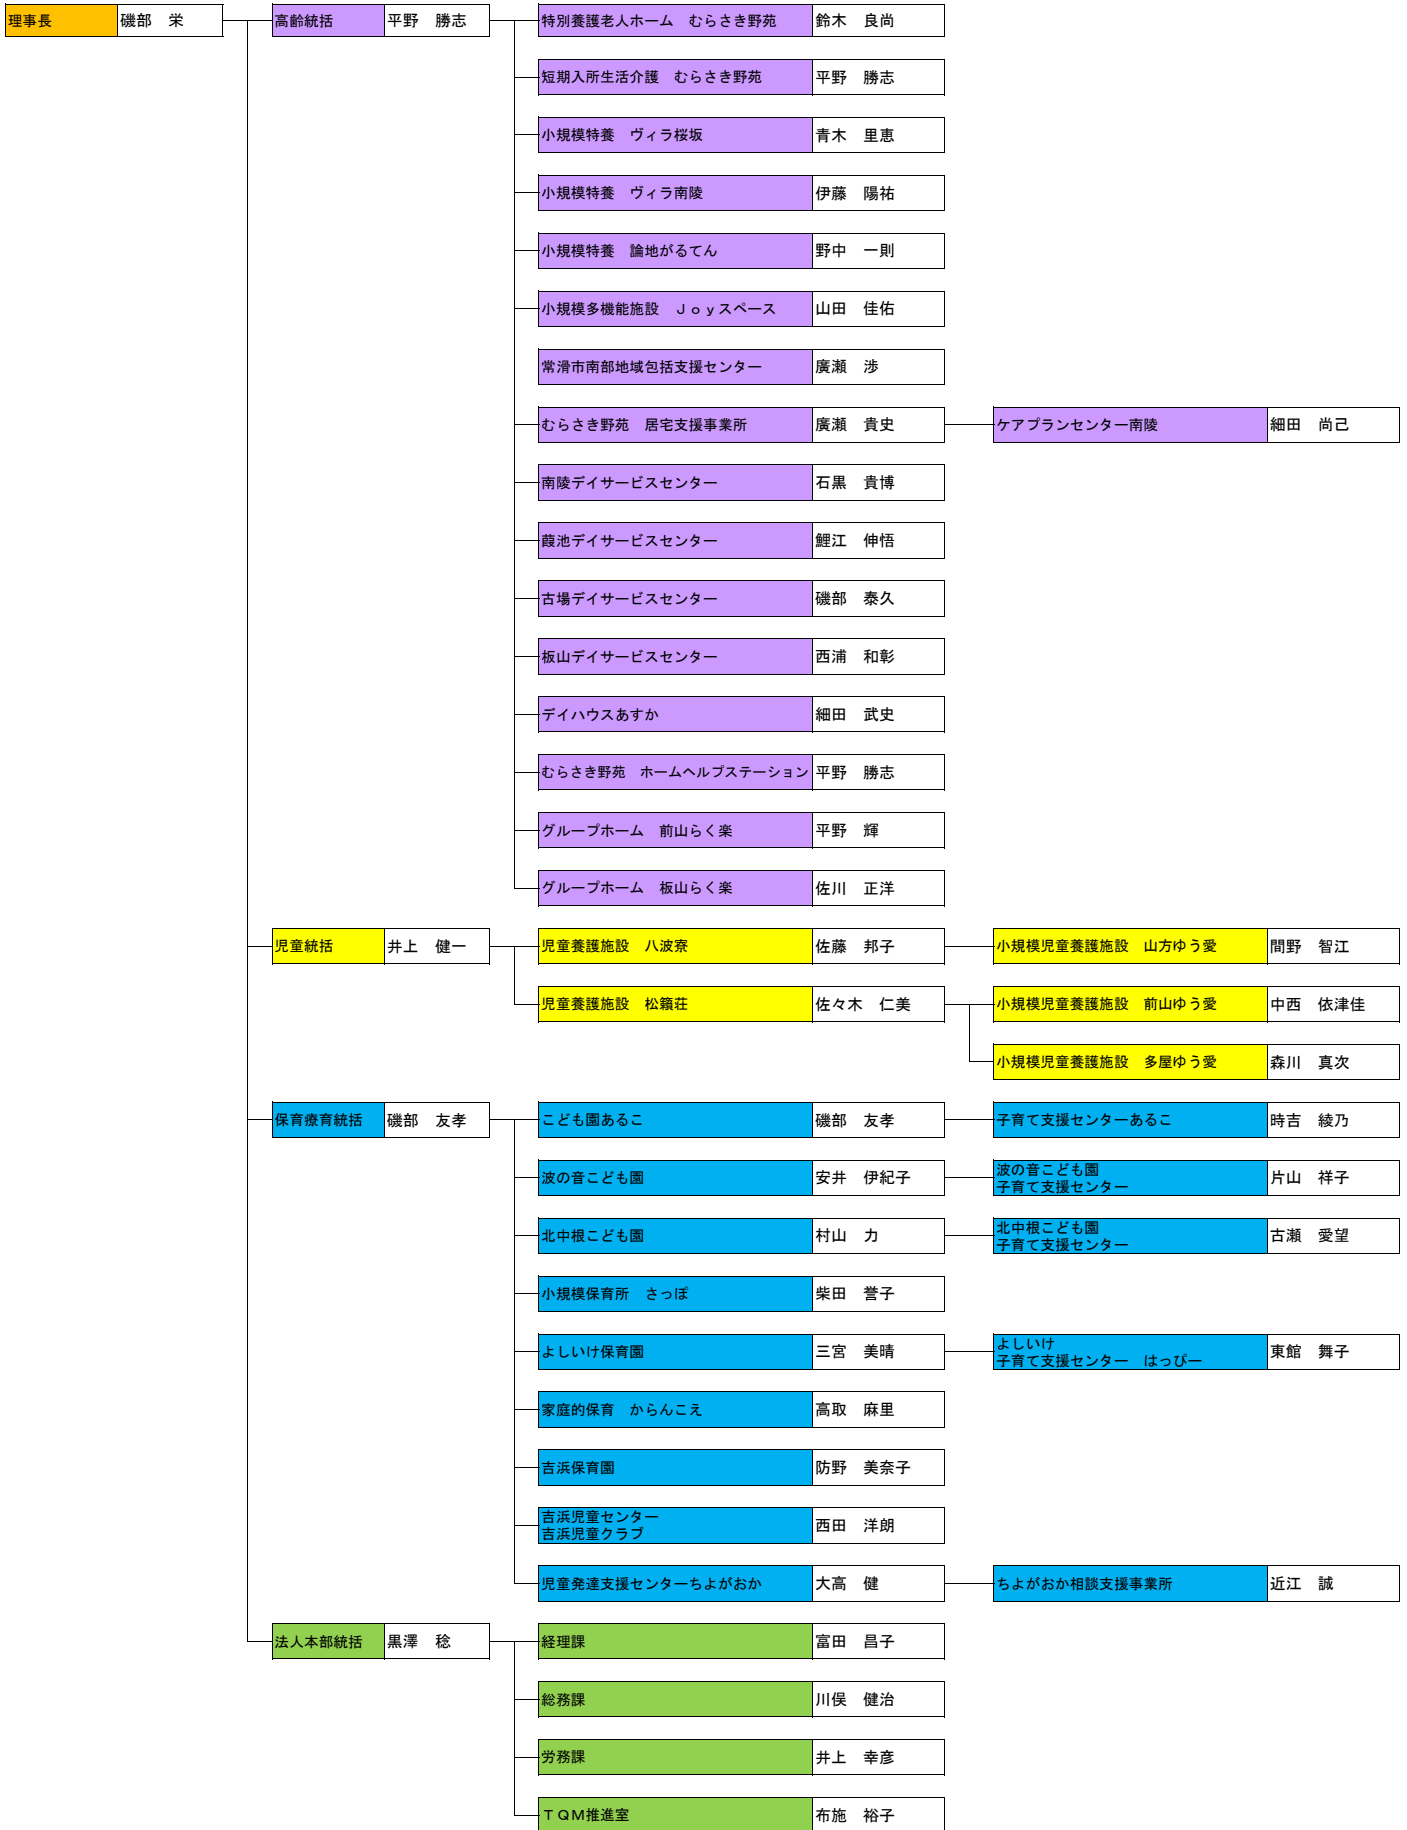 理事長 磯部　栄 高齢統括 平野　勝志 特別養護老人ホーム　むらさき野苑 鈴木　良尚
短期入所生活介護　むらさき野苑 平野　勝志
小規模特養　ヴィラ桜坂 青木　里恵
小規模特養　ヴィラ南陵 伊藤　陽祐
小規模特養　論地がるてん 野中　一則
小規模多機能施設　Ｊｏｙスペース 山田　佳佑
常滑市南部地域包括支援センター 廣瀬　渉
むらさき野苑　居宅支援事業所 廣瀬　貴史 ケアプランセンター南陵 細田　尚己
南陵デイサービスセンター 石黒　貴博
葭池デイサービスセンター 鯉江　伸悟
古場デイサービスセンター 磯部　泰久
板山デイサービスセンター 西浦　和彰
デイハウスあすか 細田　武史
むらさき野苑　ホームヘルプステーション 平野　勝志
グループホーム　前山らく楽 平野　輝
グループホーム　板山らく楽 佐川　正洋
児童統括 井上　健一 児童養護施設　八波寮 佐藤　邦子 小規模児童養護施設　山方ゆう愛 間野　智江
児童養護施設　松籟荘 佐々木　仁美 小規模児童養護施設　前山ゆう愛 中西　依津佳
小規模児童養護施設　多屋ゆう愛 森川　真次
保育療育統括 磯部　友孝 こども園あるこ 磯部　友孝 子育て支援センターあるこ 時吉　綾乃
波の音こども園 安井　伊紀子 波の音こども園
子育て支援センター 片山　祥子
北中根こども園 村山　力 北中根こども園
子育て支援センター 古瀬　愛望
小規模保育所　さっぽ 柴田　誉子
よしいけ保育園 三宮　美晴 よしいけ
子育て支援センター　はっぴー 東館　舞子
家庭的保育　からんこえ 高取　麻里
吉浜保育園 防野　美奈子
吉浜児童センター
吉浜児童クラブ 西田　洋朗
児童発達支援センターちよがおか 大高　健 ちよがおか相談支援事業所 近江　誠
法人本部統括 黒澤　稔 経理課 富田　昌子
総務課 川俣　健治
労務課 井上　幸彦
ＴＱＭ推進室 布施　裕子